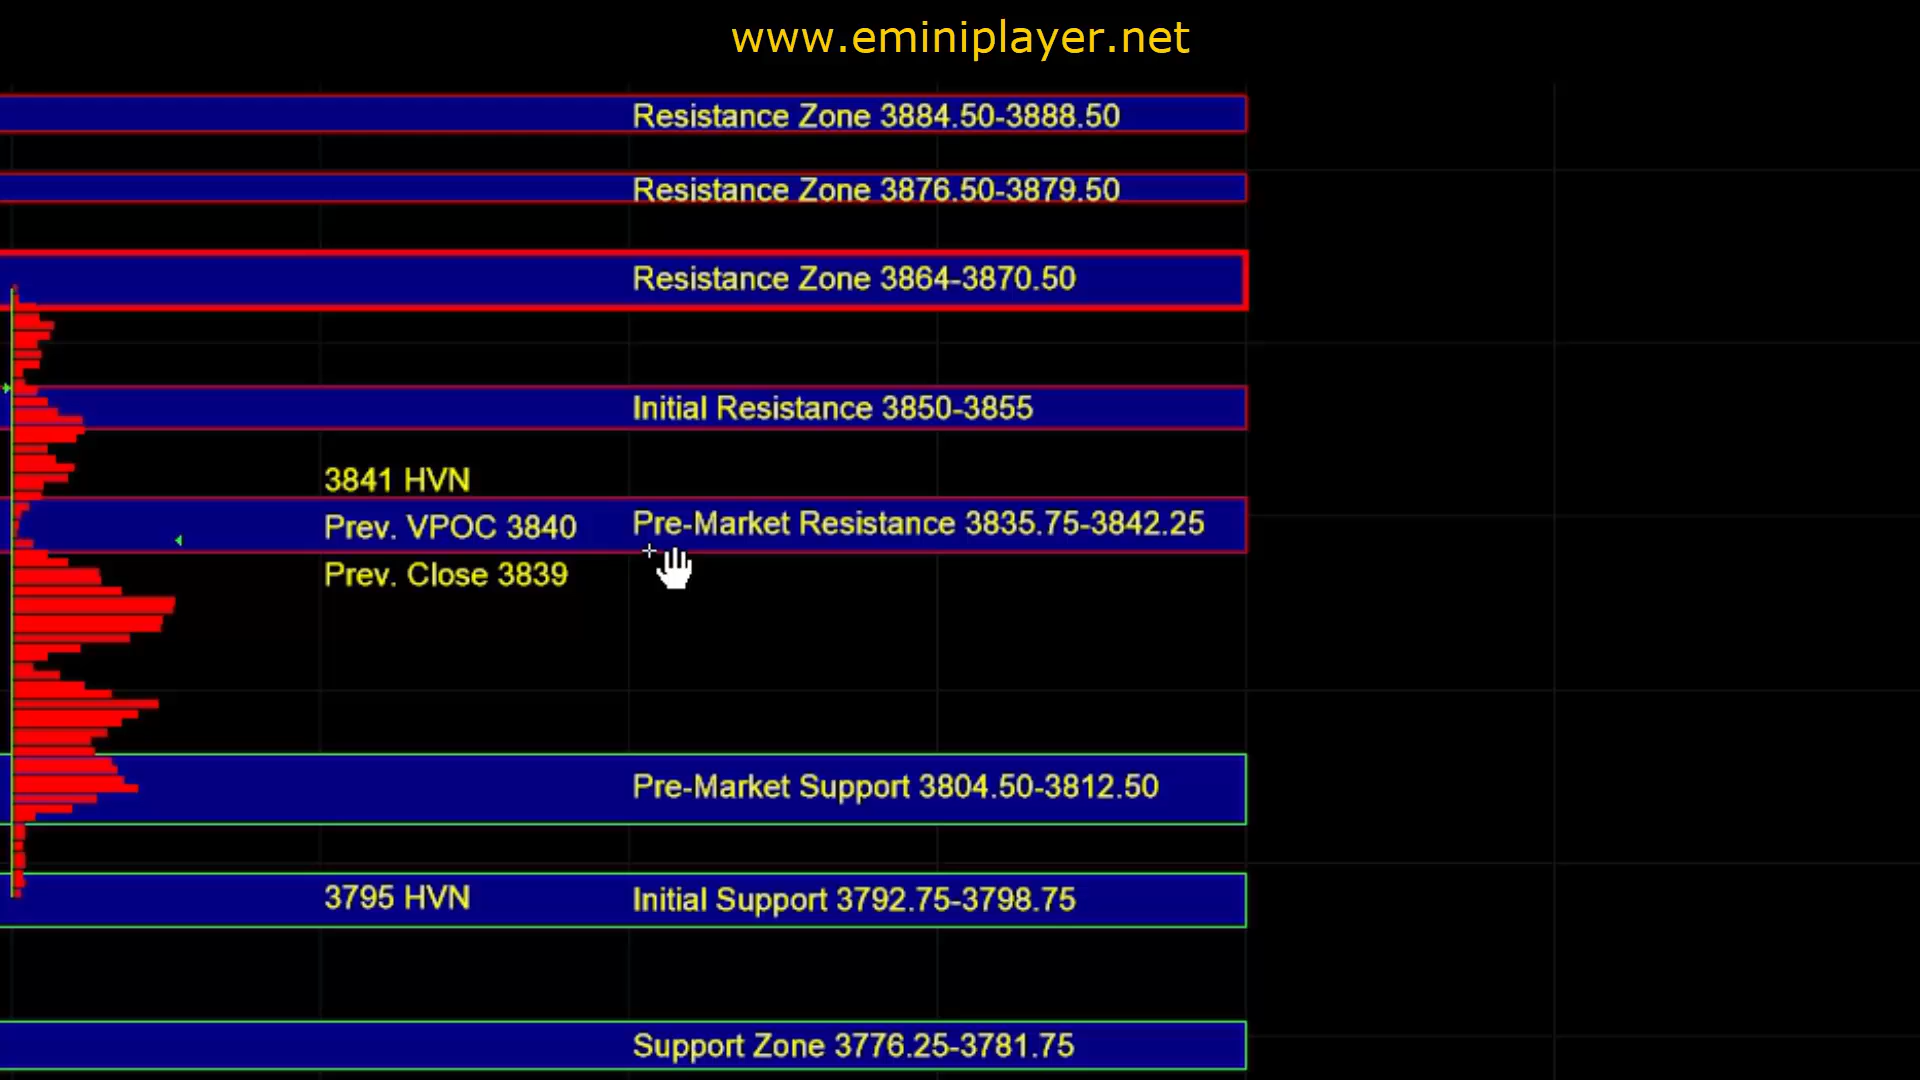 www.eminiplayer.net
Resistance Zone 3884.50-3888.50
Resistance Zone 3876.50-3879.50
Resistance Zone 3864-3870.50
Initial Resistance 3850-3855
3841 HVN
Prev. VPOC 3840
Pre-Market Resistance 3835.75-3842.25
Prev. Close 3839
Pre-Market Support 3804.50-3812.50
3795 HVN
Initial Support 3792.75-3798.75
Support Zone 3776.25-3781.75